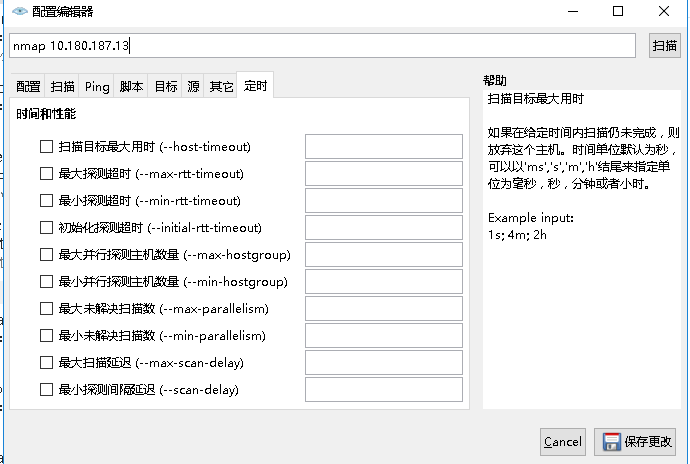 配置编辑器
nmap 10.180.187.13
扫描
配置 扫描 Ping 脚本 目标 源 其它 定时
时间和性能
扫描目标最大用时 (--host-timeout)
最大探测超时 (--max-rtt-timeout)
最小探测超时 (--min-rtt-timeout)
初始化探测超时 (--initial-rtt-timeout)
最大并行探测主机数量 (--max-hostgroup)
最小并行探测主机数量 (--min-hostgroup)
最大未解决扫描数 (--max-parallelism)
最小未解决扫描数 (--min-parallelism)
最大扫描延迟 (--max-scan-delay)
最小探测间隔延迟 (--scan-delay)
帮助
扫描目标最大用时
如果在给定时间内扫描仍未完成，则
放弃这个主机。时间单位默认为秒，
可以以'ms','s','m','h'结尾来指定单
位为毫秒，秒，分钟或者小时。
Example input:
1s; 4m; 2h
Cancel
保存更改